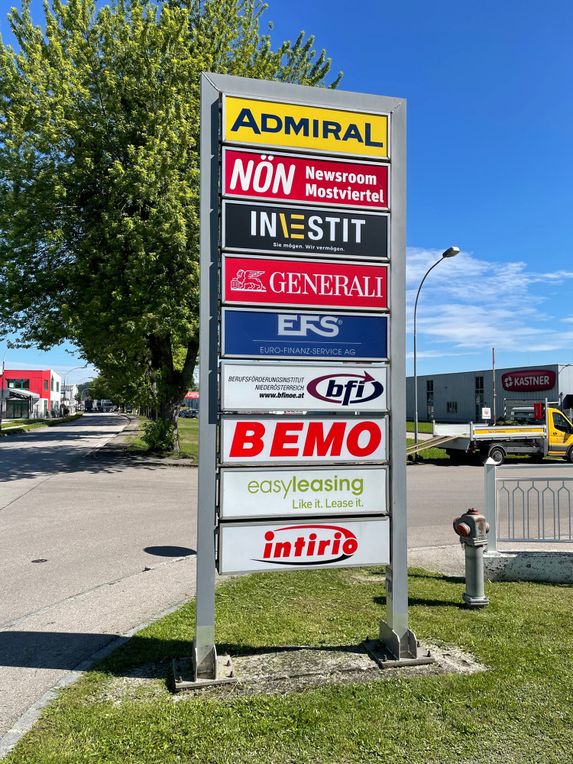 ADMIRAL
NÖN Newsroom
Mostviertel
INVESTIT
Sie mögen. Wir vermögen.
GENERALI
EFS
EURO-FINANZ-SERVICE AG
BERUFSFÖRDERUNGSINSTITUT
NIEDERÖSTERREICH
www.bfinoe.at
bfi
BEMO
easyleasing
Like it. Lease it.
intirio
KASTNER